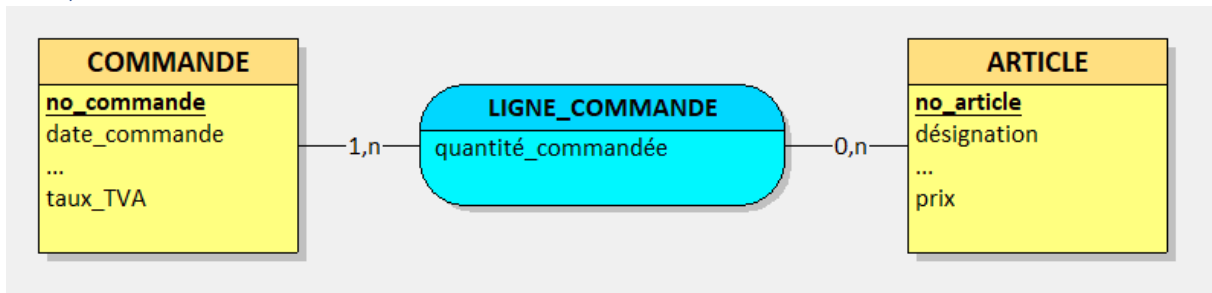 COMMANDE
no_commande
date_commande
...
taux_TVA
1,n
LIGNE_COMMANDE
quantité_commandée
0,n
ARTICLE
no_article
désignation
...
prix